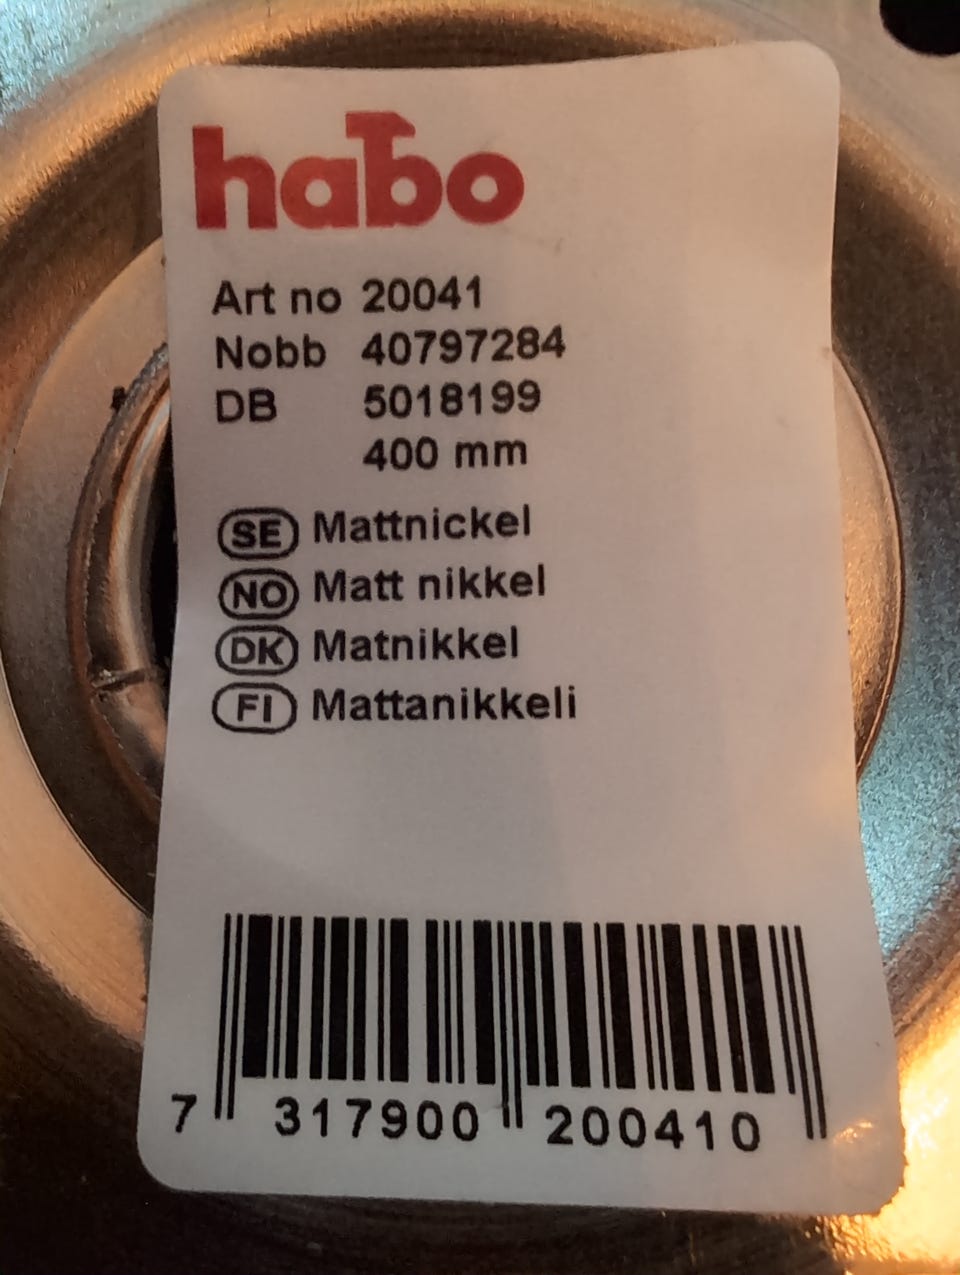 habo
Art no 20041
Nobb 40797284
DB 5018199
400 mm
SE Mattnickel
NO Matt nikkel
DK Matnikkel
FI Mattanikkeli
7 317900 200410